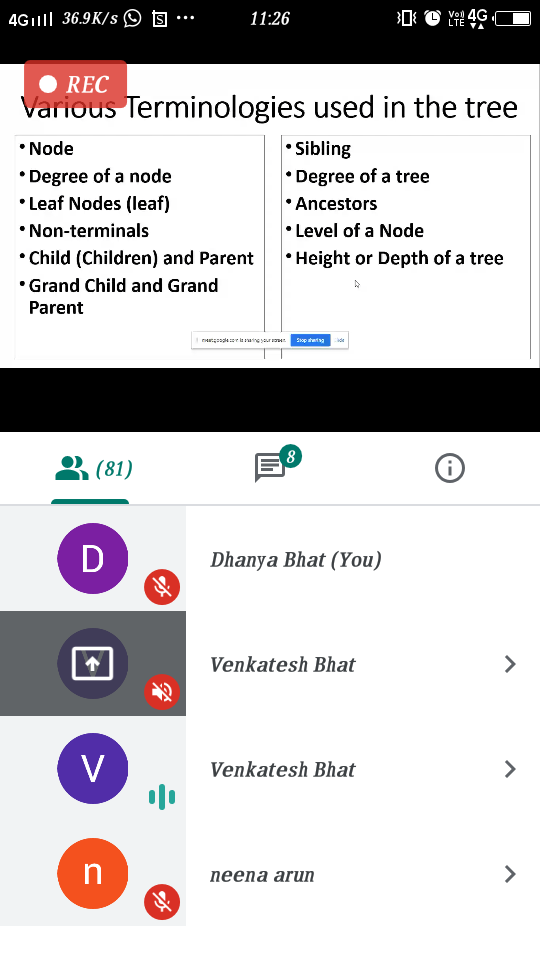 4G 36.9K/s S ••• 11:26 Vo) LTE 4G
REC
Various Terminologies used in the tree
• Node
• Degree of a node
• Leaf Nodes (leaf)
• Non-terminals
• Child (Children) and Parent
• Grand Child and Grand
Parent
• Sibling
• Degree of a tree
• Ancestors
• Level of a Node
• Height or Depth of a tree
meet.google.com is sharing your screen. Stop sharing Hide
(81) 8
D Dhanya Bhat (You)
Venkatesh Bhat
V Venkatesh Bhat
n neena arun